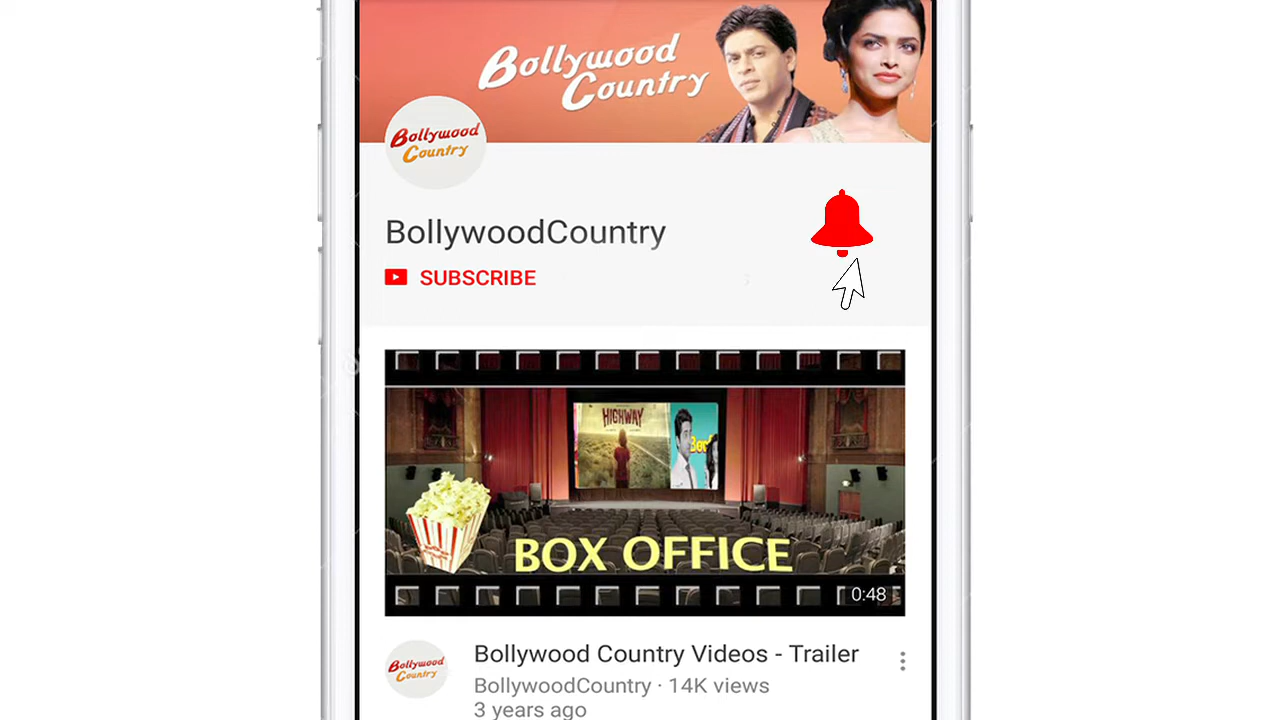 Bollywood
Country
Bollywood
Country
BollywoodCountry
SUBSCRIBE
HIGHWAY
BOX OFFICE
0:48
Bollywood
Country
Bollywood Country Videos - Trailer
BollywoodCountry · 14K views
3 years ago